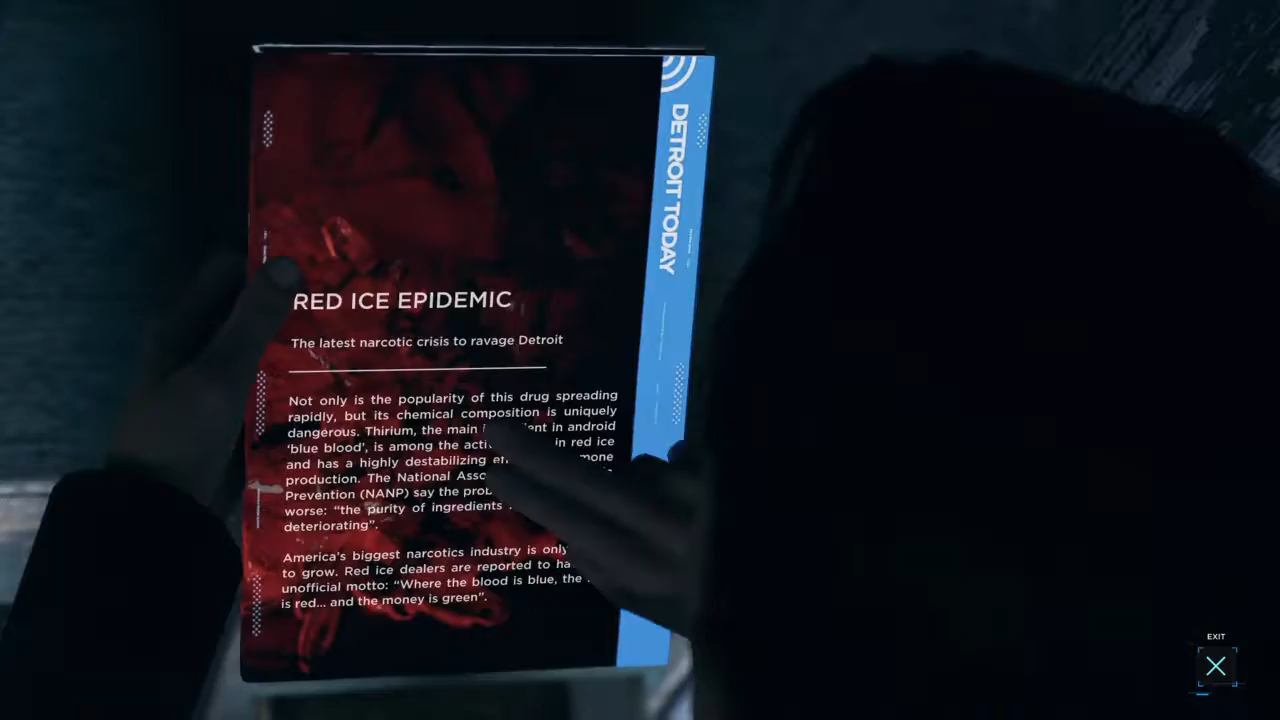 DETROIT TODAY
RED ICE EPIDEMIC
The latest narcotic crisis to ravage Detroit
Not only is the popularity of this drug spreading
rapidly, but its chemical composition is uniquely
dangerous. Thirium, the main in android
'blue blood', is among the in red ice
and has a highly destabilizing
production. The National
Prevention (NANP) say the
worse: “the purity of ingredients
deteriorating”.
America's biggest narcotics industry is only
to grow. Red ice dealers are reported to
unofficial motto: “Where the blood is blue, the
is red... and the money is green”.
EXIT